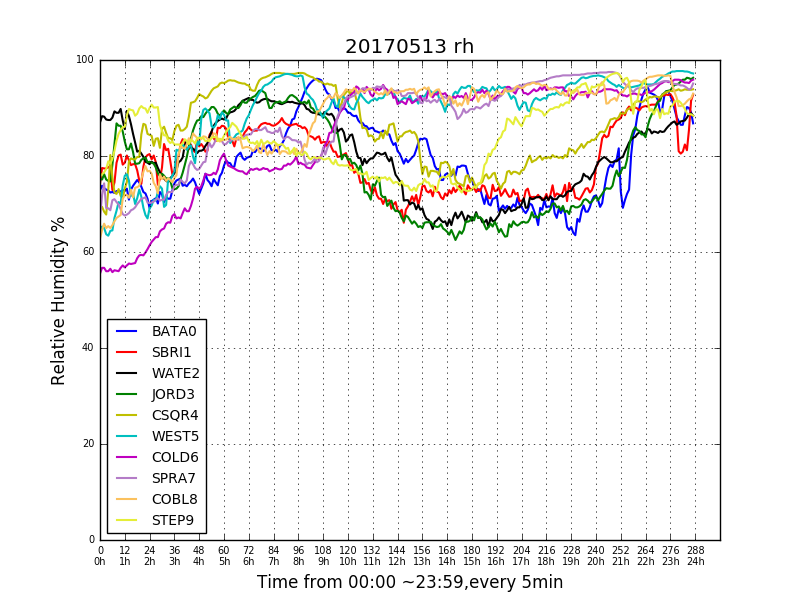 20170513 rh
100
80
60
40
20
0
Relative Humidity %
BATA0
SBRI1
WATE2
JORD3
CSQR4
WEST5
COLD6
SPRA7
COBL8
STEP9
0 12 24 36 48 60 72 84 96 108 120 132 144 156 168 180 192 204 216 228 240 252 264 276 288
0h 1h 2h 3h 4h 5h 6h 7h 8h 9h 10h 11h 12h 13h 14h 15h 16h 17h 18h 19h 20h 21h 22h 23h 24h
Time from 00:00 ~23:59,every 5min